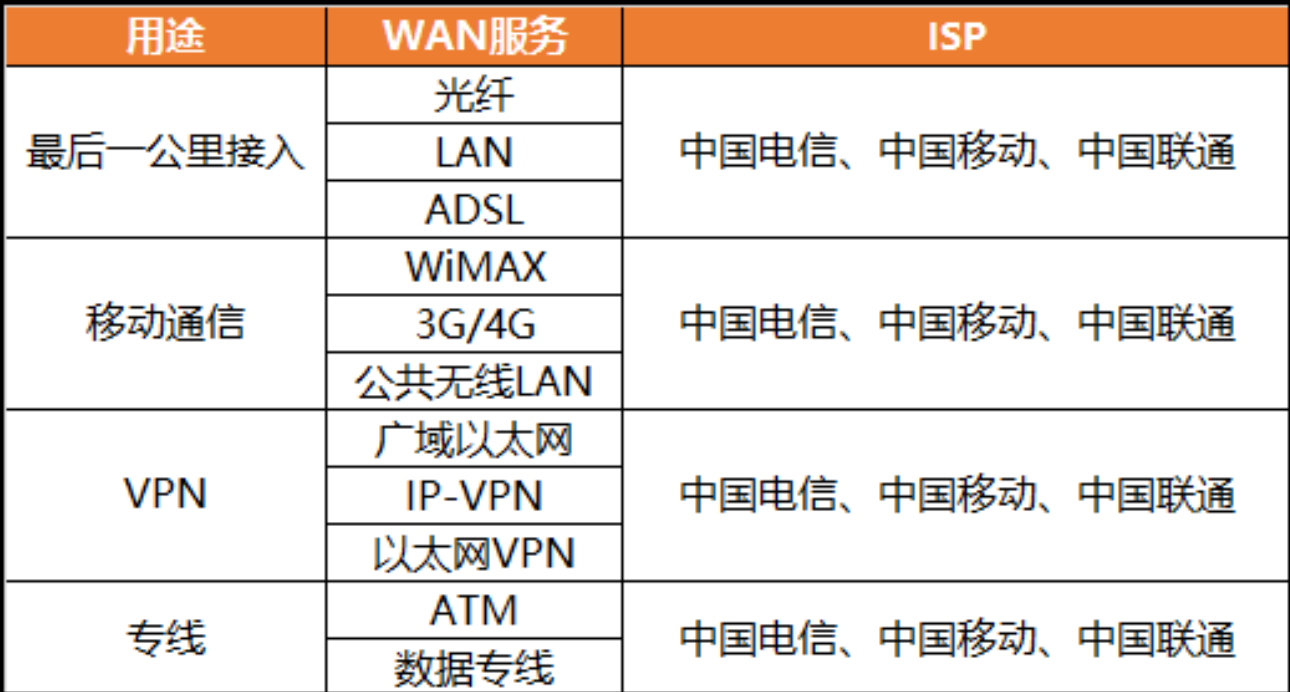 用途 WAN服务 ISP
最后一公里接入 光纤 中国电信、中国移动、中国联通
LAN
ADSL
移动通信 WiMAX 中国电信、中国移动、中国联通
3G/4G
公共无线LAN
VPN 广域以太网 中国电信、中国移动、中国联通
IP-VPN
以太网VPN
专线 ATM 中国电信、中国移动、中国联通
数据专线